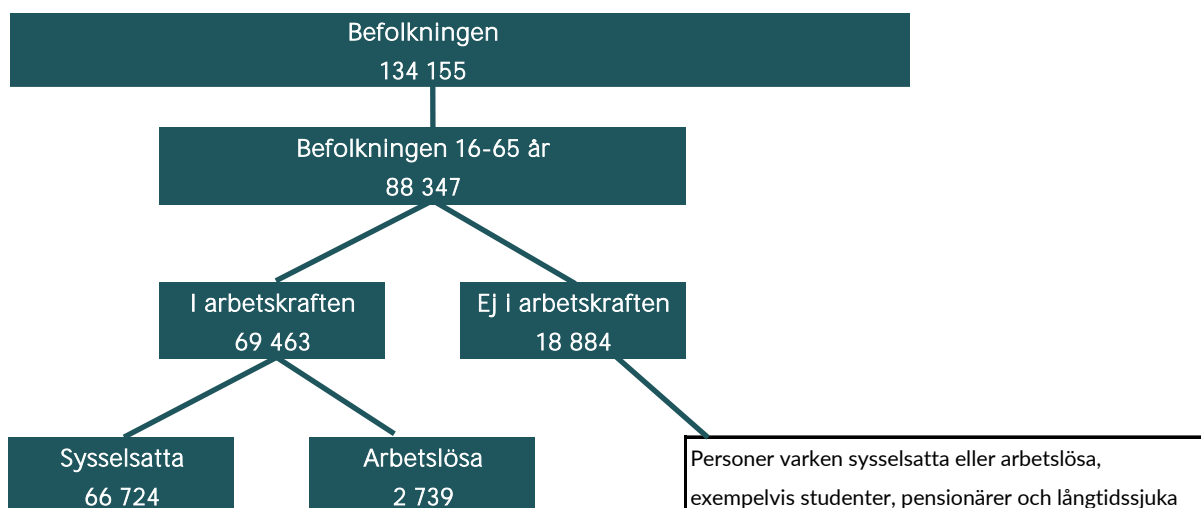 Befolkningen
134 155
Befolkningen 16-65 år
88 347
I arbetskraften
69 463
Ej i arbetskraften
18 884
Sysselsatta
66 724
Arbetslösa
2 739
Personer varken sysselsatta eller arbetslösa,
exempelvis studenter, pensionärer och långtidssjuka